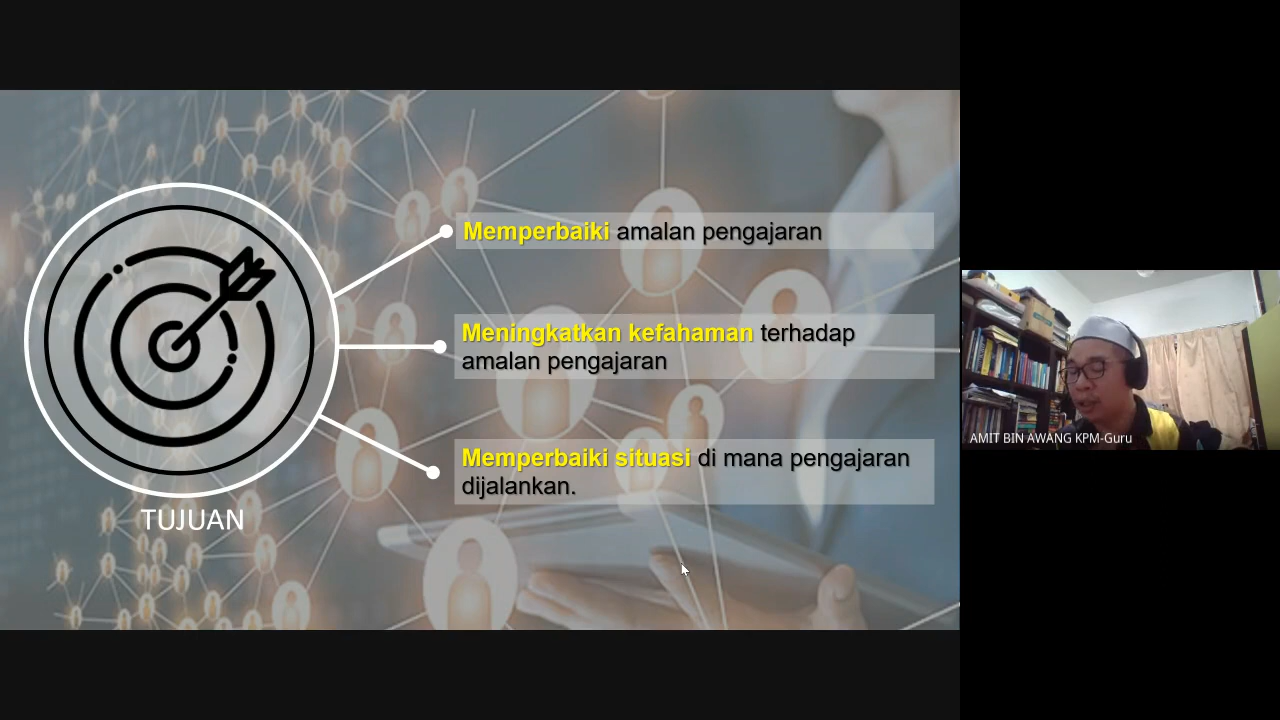 Memperbaiki amalan pengajaran
Meningkatkan kefahaman terhadap
amalan pengajaran
Memperbaiki situasi di mana pengajaran
dijalankan.
TUJUAN
AMIT BIN AWANG KPM-Guru